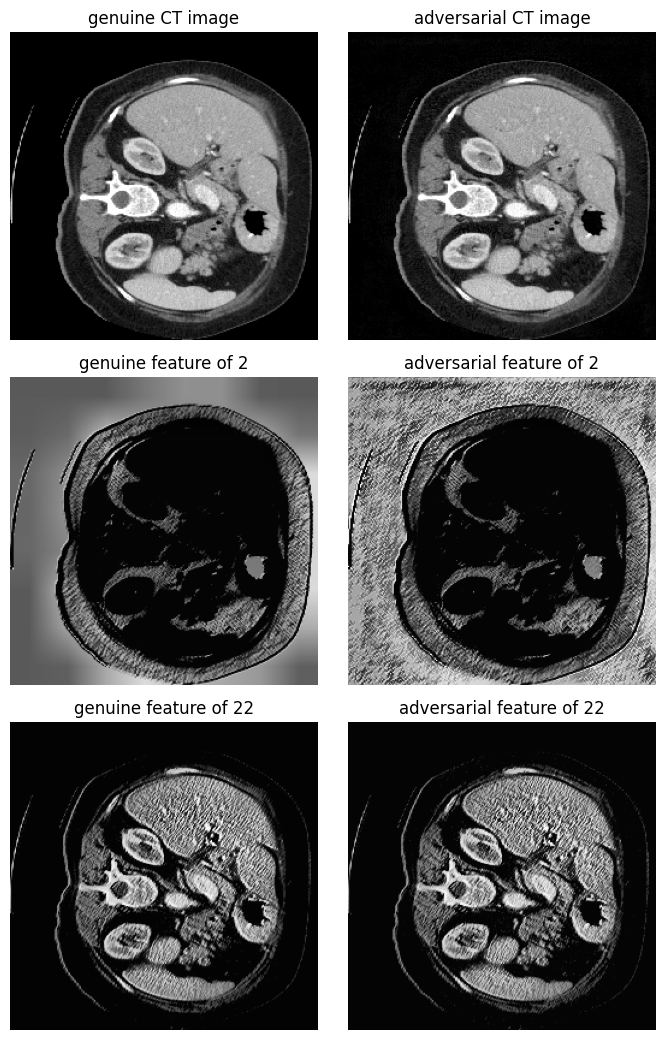 genuine CT image
adversarial CT image
genuine feature of 2
adversarial feature of 2
genuine feature of 22
adversarial feature of 22